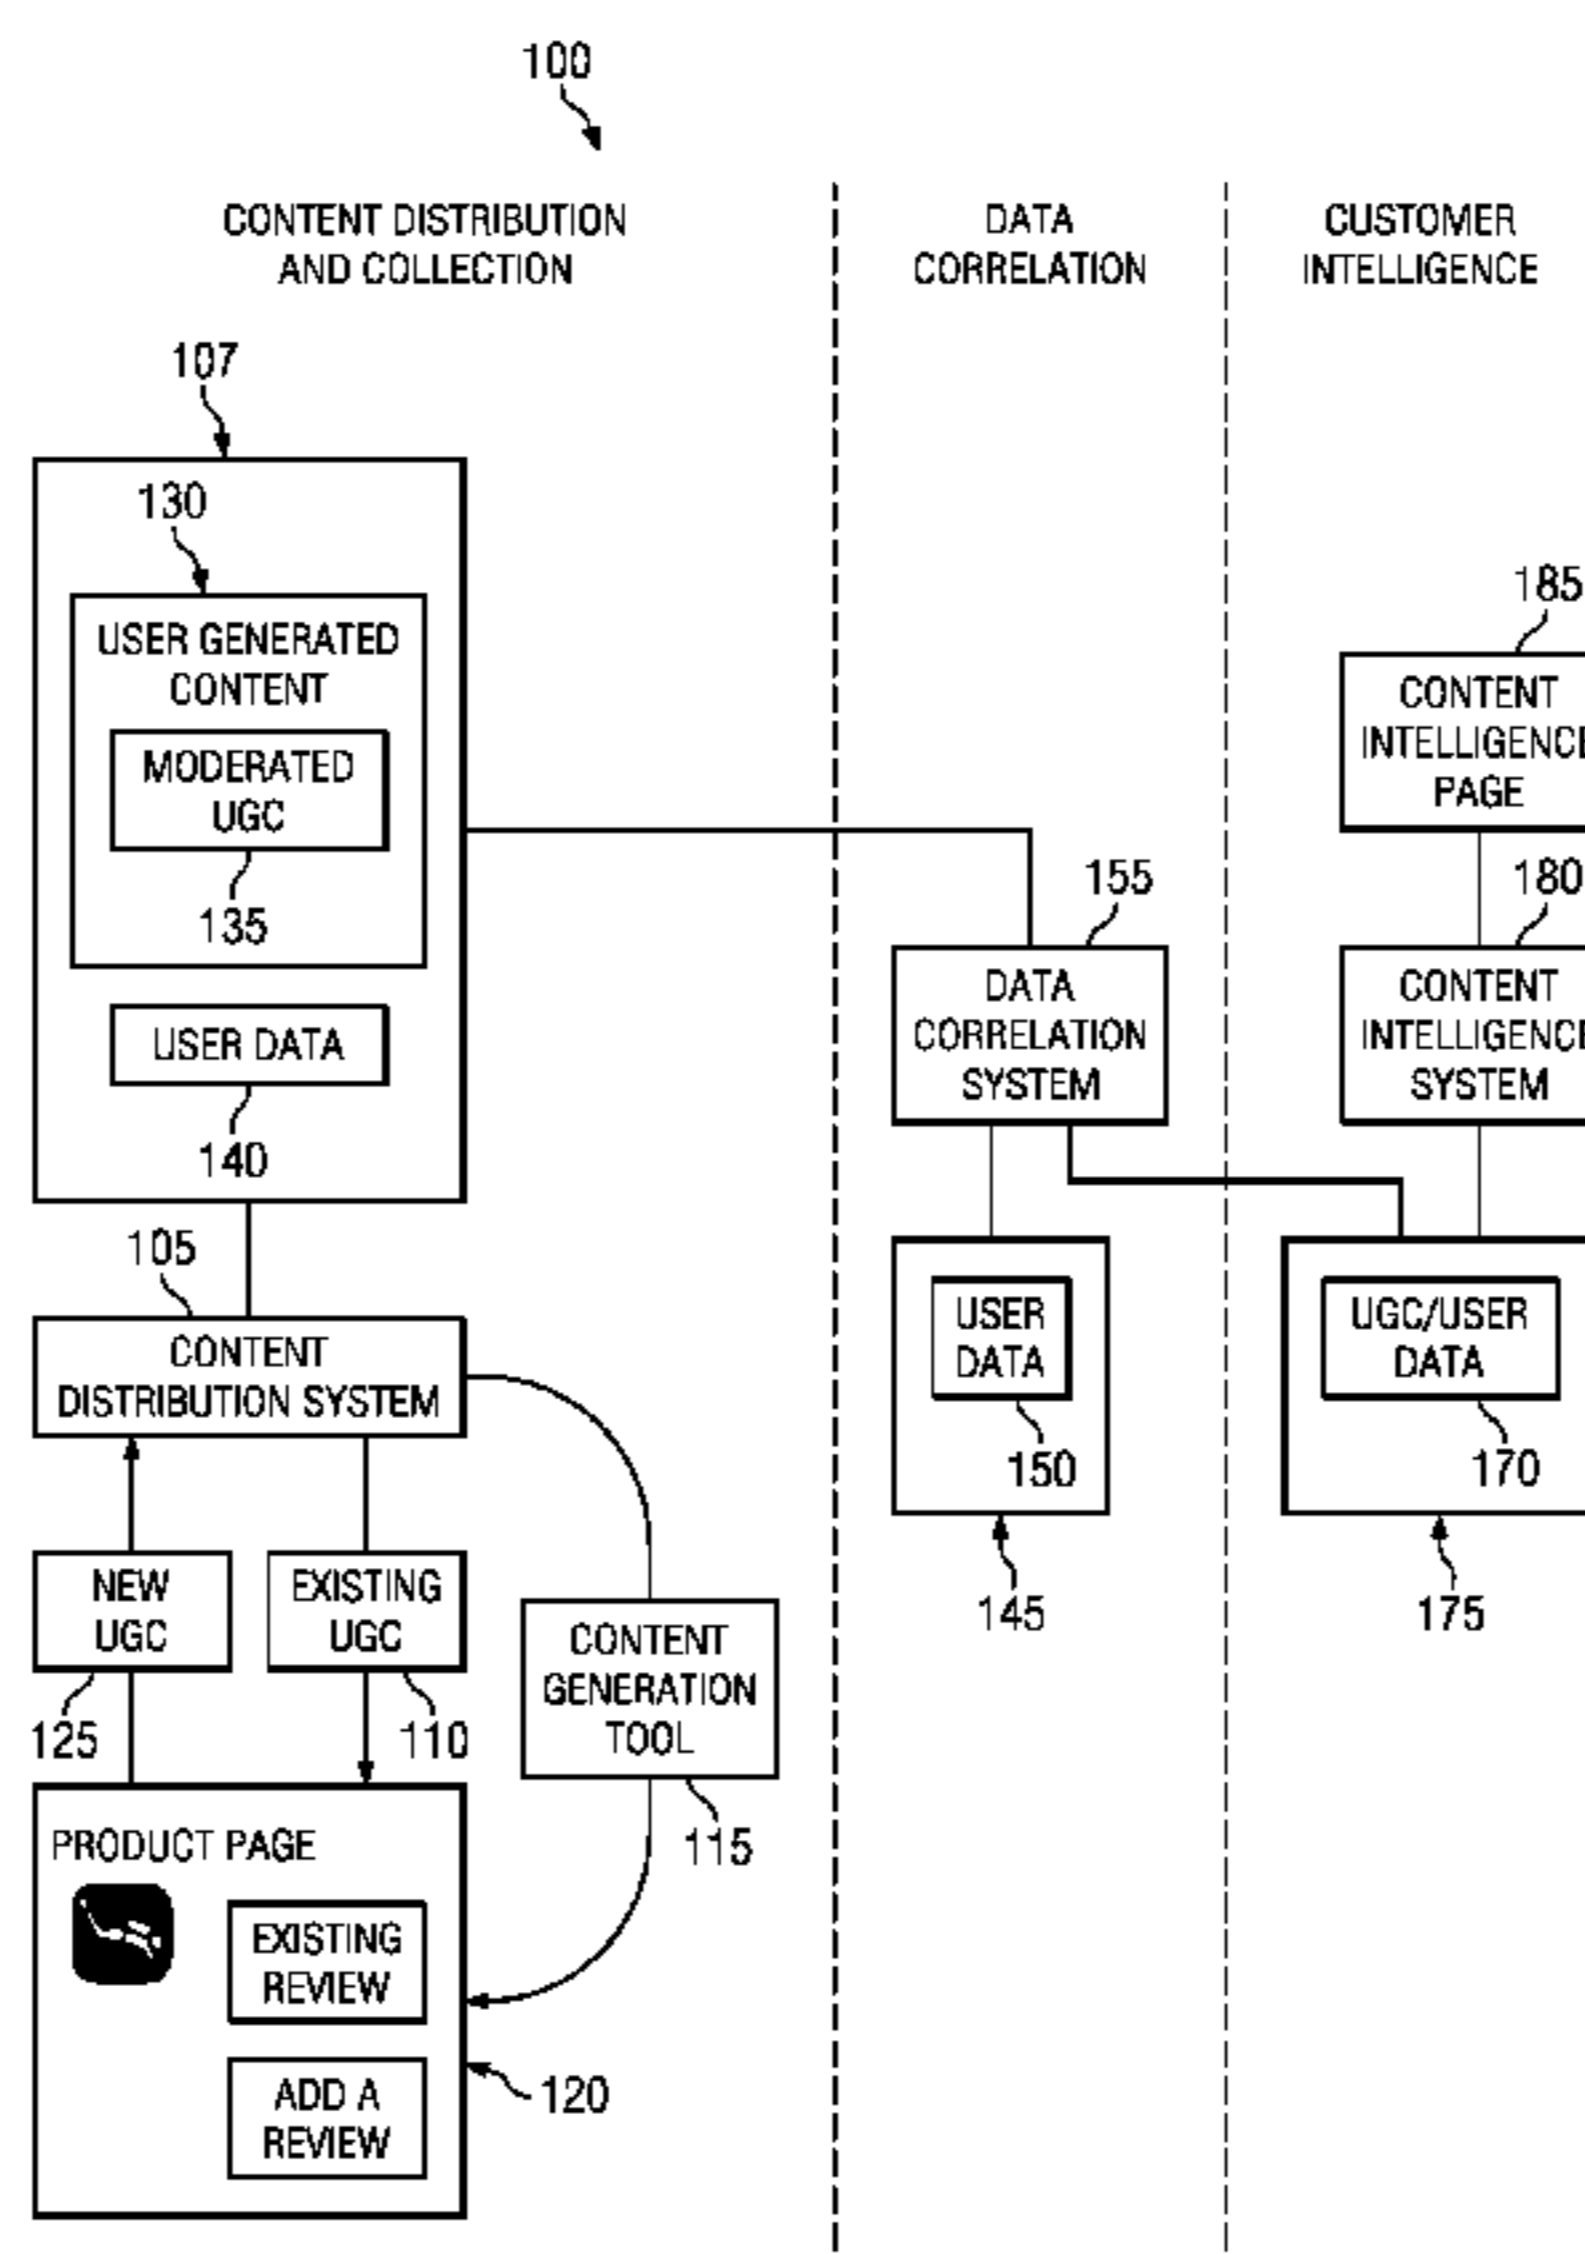 100
CONTENT DISTRIBUTION
AND COLLECTION
DATA
CORRELATION
CUSTOMER
INTELLIGENCE
107
130
USER GENERATED
CONTENT
MODERATED
UGC
135
USER DATA
140
105
CONTENT
DISTRIBUTION SYSTEM
NEW
UGC
125
EXISTING
UGC
110
CONTENT
GENERATION
TOOL
115
PRODUCT PAGE
EXISTING
REVIEW
ADD A
REVIEW
120
155
DATA
CORRELATION
SYSTEM
USER
DATA
150
145
185
CONTENT
INTELLIGENCE
PAGE
180
CONTENT
INTELLIGENCE
SYSTEM
UGC/USER
DATA
170
175